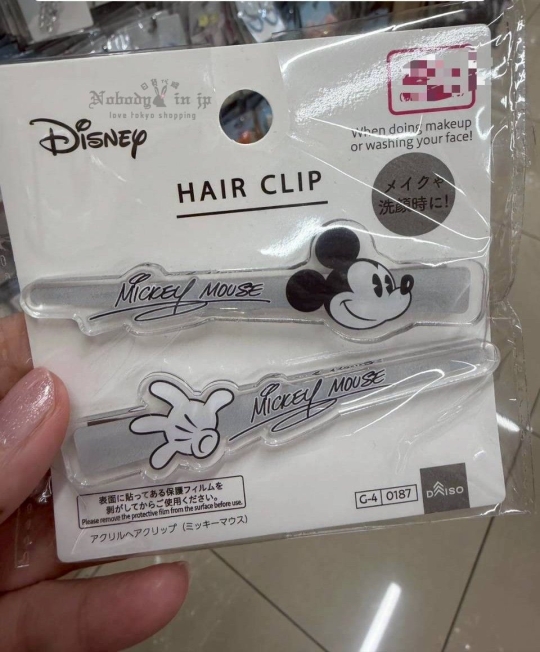 Nobody in jp
love tokyo shopping
Disney
When doing makeup
or washing your face!
HAIR CLIP
メイクや
洗顔時に!
Mickey Mouse
Mickey Mouse
表面に貼ってある保護フィルムを
剝がしてからご使用ください。
Please remove the protective film from the surface before use.
アクリルヘアクリップ(ミッキーマウス)
G-4 0187
DAISO